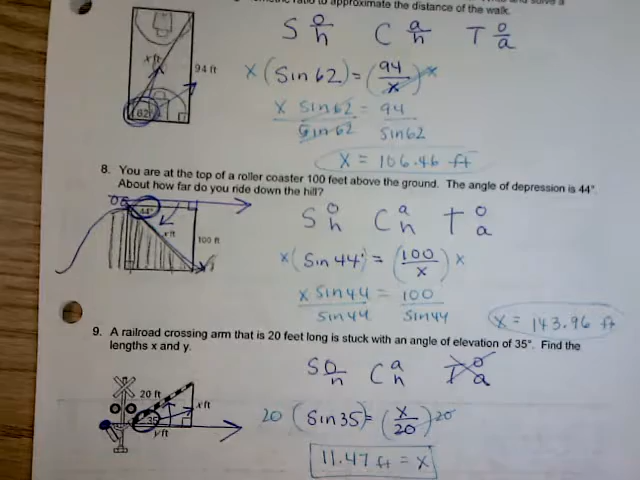 ratio to approximate the distance of the walk.
S o/h C a/h T o/a
x ft
94 ft
62°
x (Sin 62) = (94/x) x
x sin62/sin62 = 94/sin62
x = 106.46 ft
8. You are at the top of a roller coaster 100 feet above the ground. The angle of depression is 44°.
About how far do you ride down the hill?
44°
x ft
100 ft
S o/h C a/h T o/a
x (Sin 44°) = (100/x) x
x sin44/sin44 = 100/sin44
x = 143.96 ft
9. A railroad crossing arm that is 20 feet long is stuck with an angle of elevation of 35°. Find the
lengths x and y.
S o/h C a/h T o/a
20 ft
x ft
35°
y ft
20 (Sin 35) = (x/20) 20
11.47 ft = x